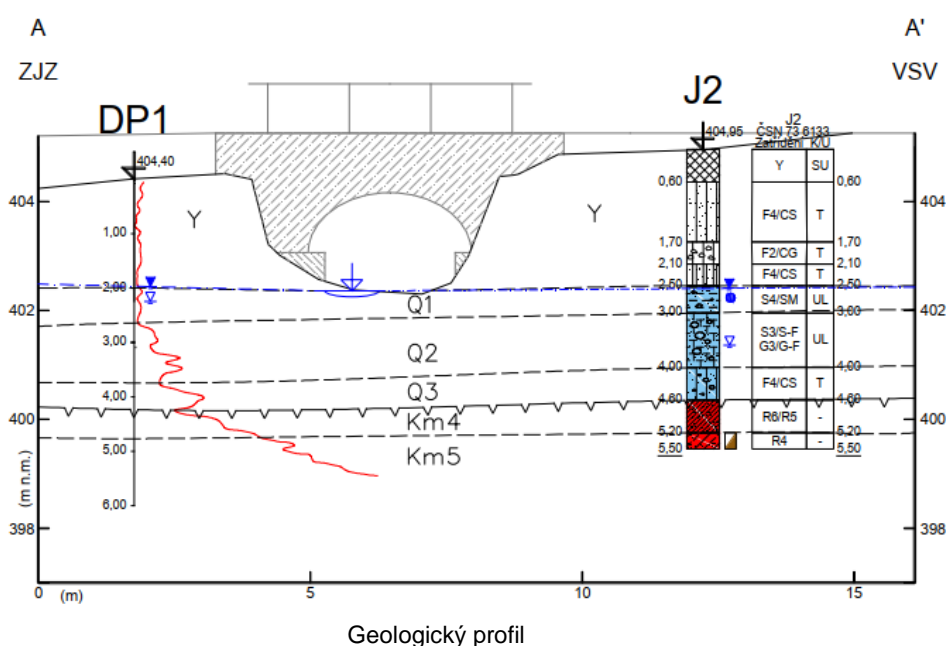 A
A'
ZJZ
VSV
DP1
J2
404,40
404,95
J2
ČSN 73 6133
Zatřídění K/U
Y SU
0,60 0,60
F4/CS T
1,70 1,70
F2/CG T
2,10 2,10
F4/CS T
2,50 2,50
S4/SM UL
3,00 3,00
S3/S-F
G3/G-F UL
4,00 4,00
F4/CS T
4,60 4,60
R6/R5 -
5,20 5,20
R4 -
5,50 5,50
404
402
400
398
(m n.m.)
404
402
400
398
(m n.m.)
1,00
2,00
3,00
4,00
5,00
6,00
Y
Y
Q1
Q2
Q3
Km4
Km5
0 (m) 5 10 15
Geologický profil